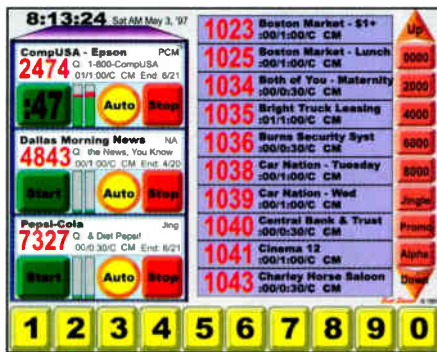 8:13:24 Sat AM May 3, '97
CompUSA - Epson PCM
2474 Q: 1-800-CompUSA
01/1:00/C CM End: 6/21
:47 Auto Stop
Dallas Morning News NA
4843 Q: the News, You Know
00/1:00/C CM End: 4/20
Start Auto Stop
Pepsi-Cola Jing
7327 Q: & Diet Pepsi!
00/0:30/C CM End: 6/21
Start Auto Stop
1023 Boston Market - $1+
:00/1:00/C CM
1025 Boston Market - Lunch
:00/1:00/C CM
1034 Both of You - Maternity
:00/0:30/C CM
1035 Bright Truck Leasing
:01/1:00/C CM
1036 Burns Security Syst
:00/0:30/C CM
1038 Car Nation - Tuesday
:00/1:00/C CM
1039 Car Nation - Wed
:00/1:00/C CM
1040 Central Bank & Trust
:00/0:30/C CM
1041 Cinema 12
:00/1:00/C CM
1043 Charley Horse Saloon
:00/0:30/C CM
Up
0000
2000
4000
6000
8000
Jingle
Promo
Alpha
Down
1 2 3 4 5 6 7 8 9 0